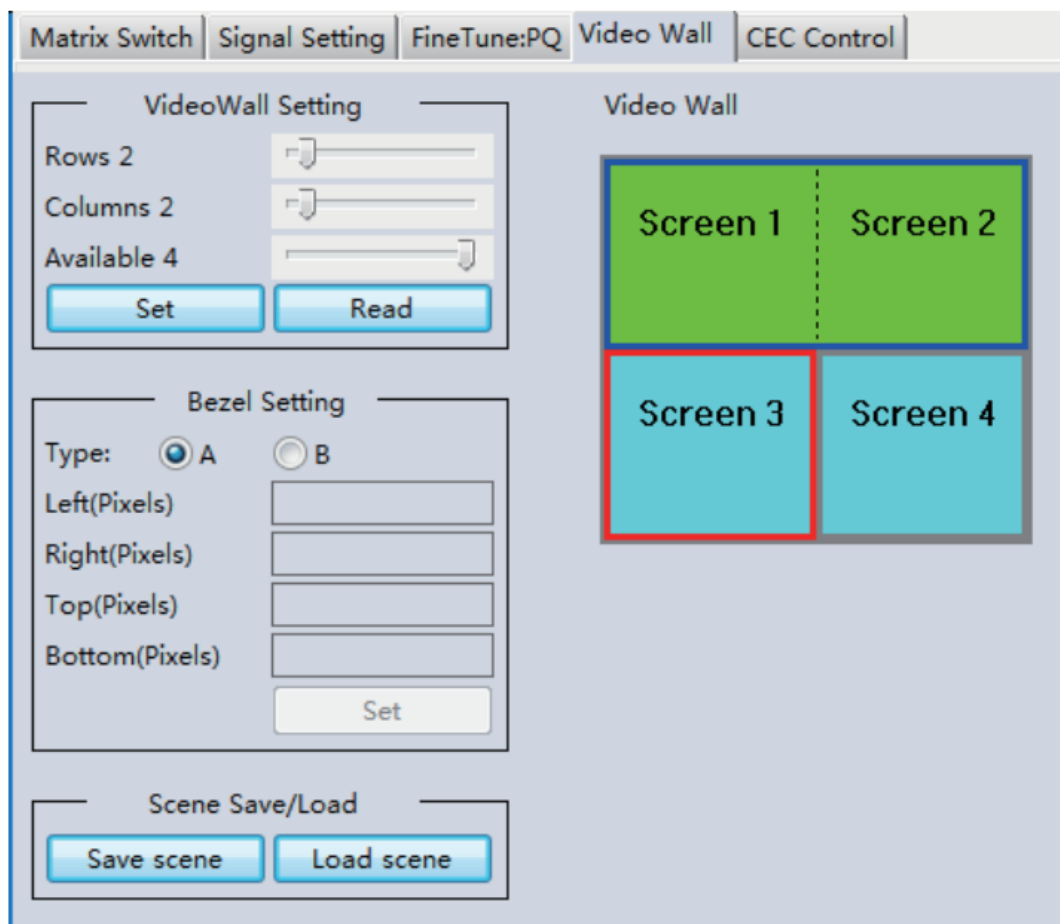 Matrix Switch Signal Setting FineTune:PQ Video Wall CEC Control
VideoWall Setting
Rows 2
Columns 2
Available 4
Set Read
Bezel Setting
Type: A B
Left(Pixels)
Right(Pixels)
Top(Pixels)
Bottom(Pixels)
Set
Scene Save/Load
Save scene Load scene
Video Wall
Screen 1 Screen 2
Screen 3 Screen 4